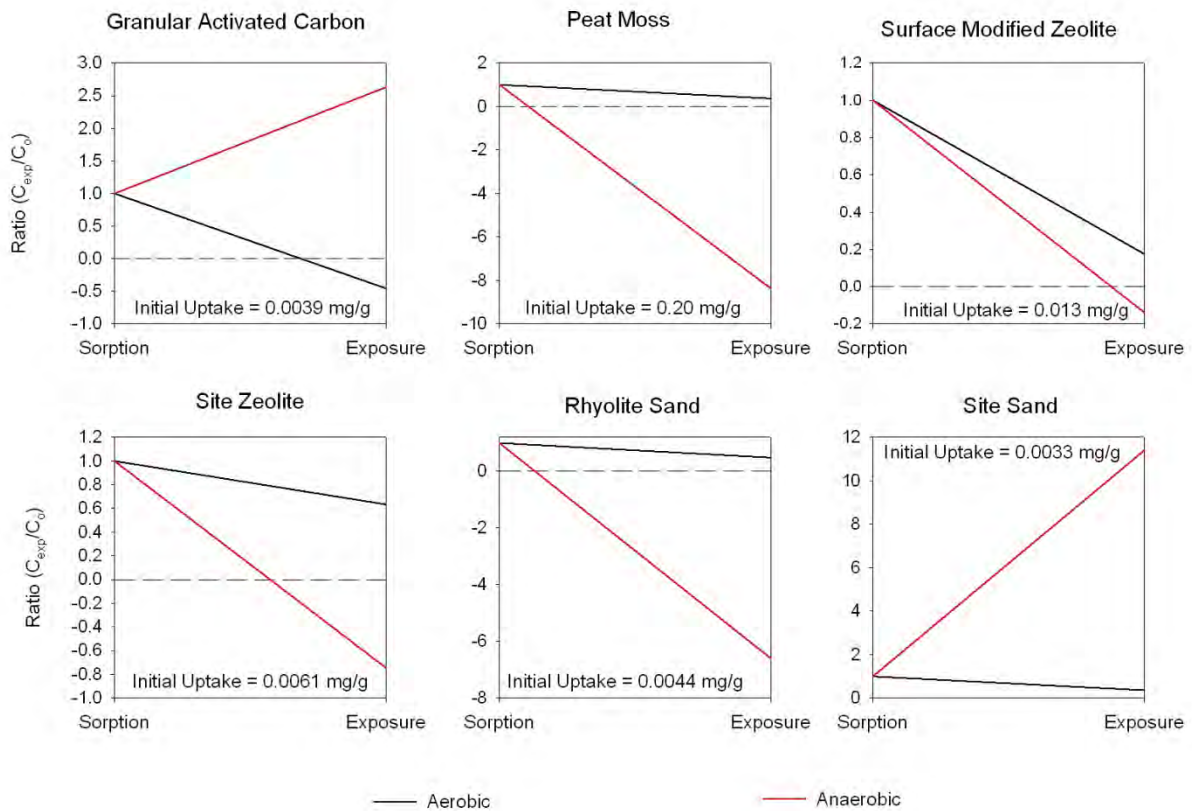 Granular Activated Carbon
Peat Moss
Surface Modified Zeolite
Ratio (Cexp/Co)
3.0
2.5
2.0
1.5
1.0
0.5
0.0
-0.5
-1.0
Initial Uptake = 0.0039 mg/g
Sorption
Exposure
2
0
-2
-4
-6
-8
-10
Initial Uptake = 0.20 mg/g
Sorption
Exposure
1.2
1.0
0.8
0.6
0.4
0.2
0.0
-0.2
Initial Uptake = 0.013 mg/g
Sorption
Exposure
Site Zeolite
Rhyolite Sand
Site Sand
Ratio (Cexp/Co)
1.2
1.0
0.8
0.6
0.4
0.2
0.0
-0.2
-0.4
-0.6
-0.8
-1.0
Initial Uptake = 0.0061 mg/g
Sorption
Exposure
0
-2
-4
-6
-8
Initial Uptake = 0.0044 mg/g
Sorption
Exposure
12
10
8
6
4
2
0
Initial Uptake = 0.0033 mg/g
Sorption
Exposure
Aerobic
Anaerobic